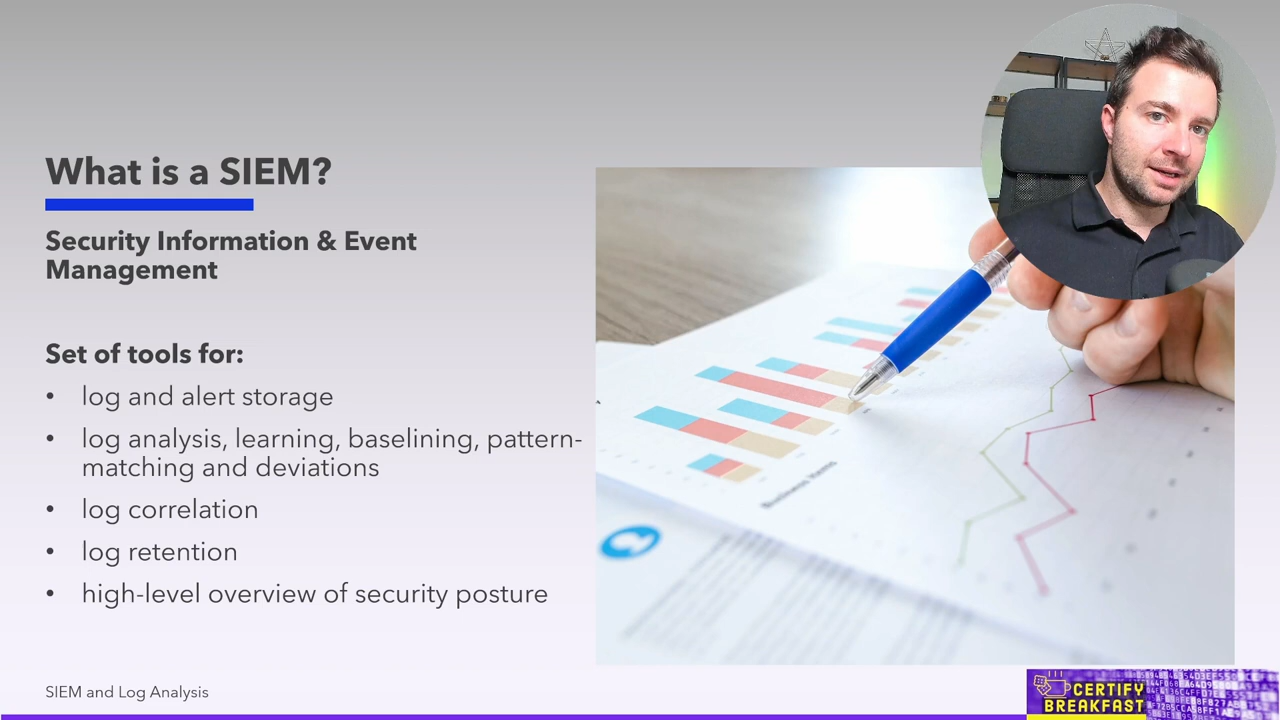 What is a SIEM?
Security Information & Event
Management
Set of tools for:
• log and alert storage
• log analysis, learning, baselining, pattern-
matching and deviations
• log correlation
• log retention
• high-level overview of security posture
SIEM and Log Analysis
CERTIFY
BREAKFAST